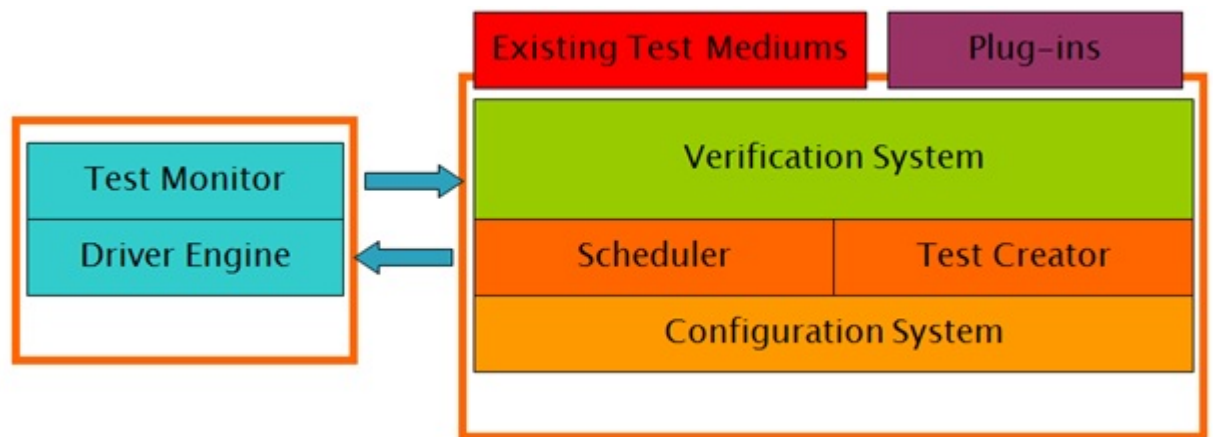 Existing Test Mediums
Plug-ins
Test Monitor
Driver Engine
Verification System
Scheduler
Test Creator
Configuration System